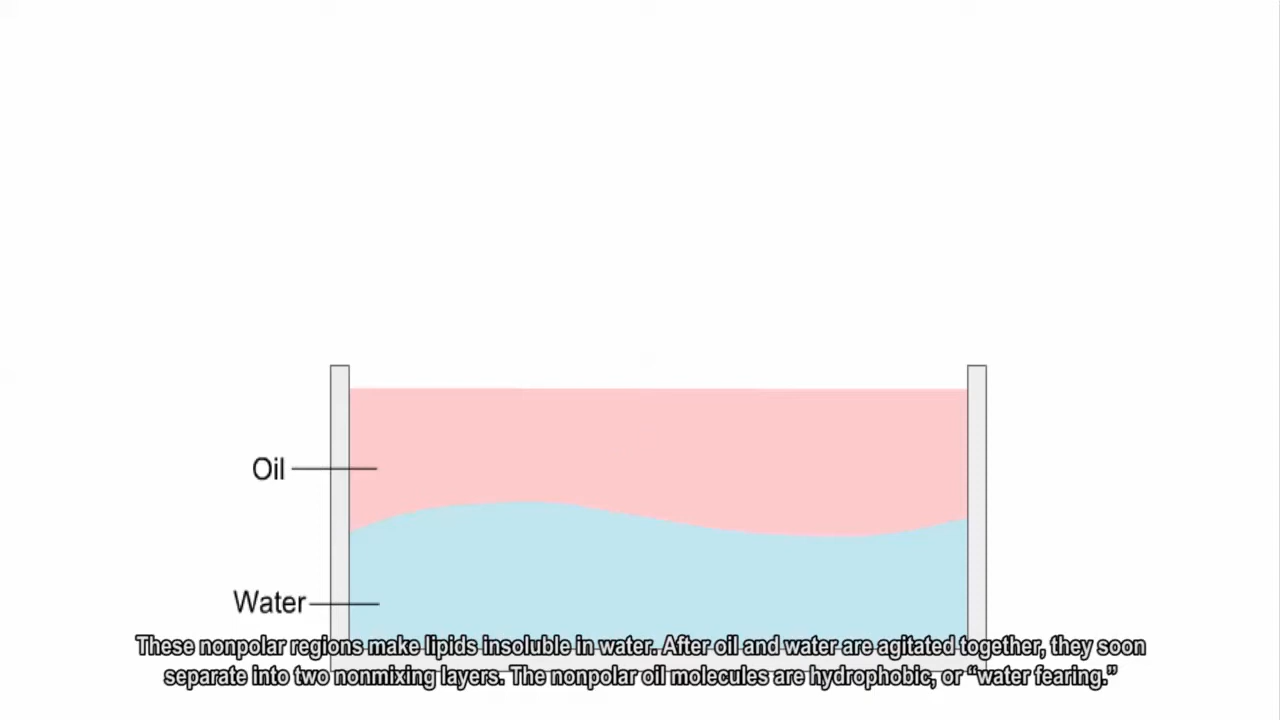 Oil
Water
These nonpolar regions make lipids insoluble in water. After oil and water are agitated together, they soon
separate into two nonmixing layers. The nonpolar oil molecules are hydrophobic, or “water fearing.”